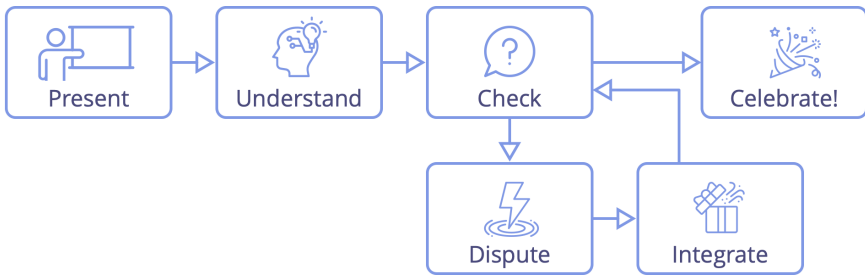 Present
Understand
Check
Celebrate!
Dispute
Integrate